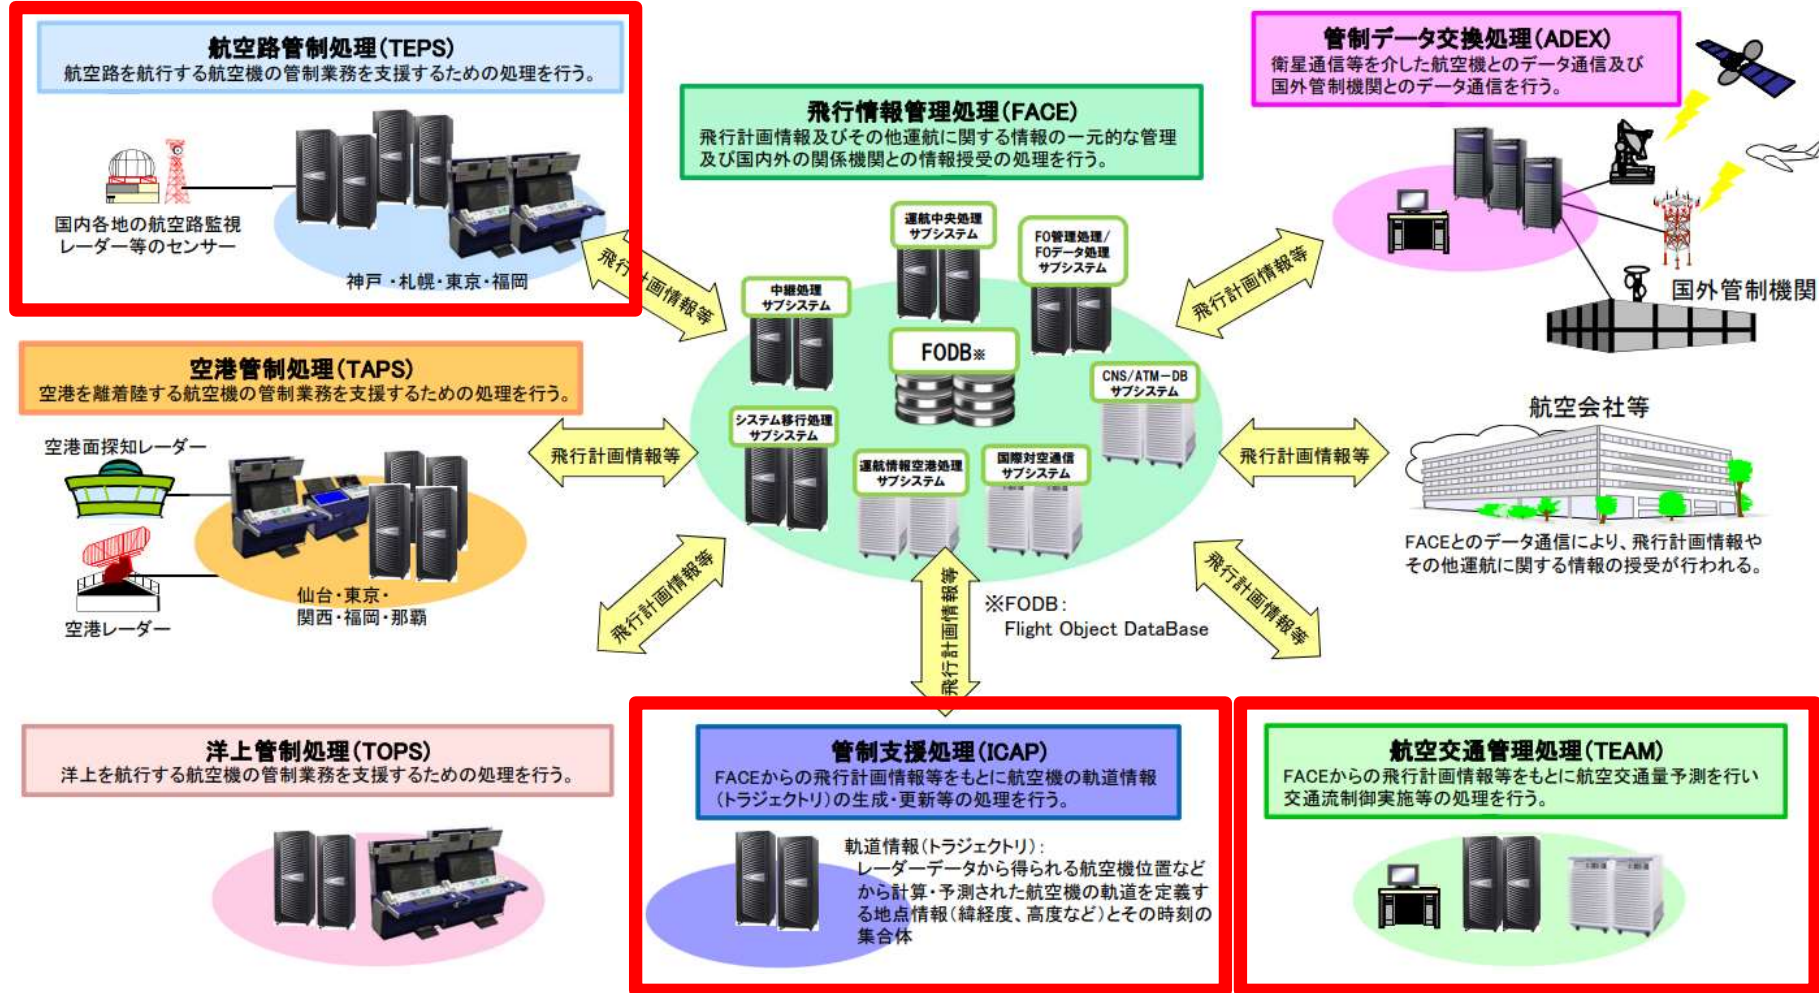 航空路管制処理(TEPS)
航空路を航行する航空機の管制業務を支援するための処理を行う。
国内各地の航空路監視
レーダー等のセンサー
神戸・札幌・東京・福岡
飛行計画情報等
空港管制処理(TAPS)
空港を離着陸する航空機の管制業務を支援するための処理を行う。
空港面探知レーダー
空港レーダー
仙台・東京・
関西・福岡・那覇
飛行計画情報等
飛行計画情報等
洋上管制処理(TOPS)
洋上を航行する航空機の管制業務を支援するための処理を行う。
飛行情報管理処理(FACE)
飛行計画情報及びその他運航に関する情報の一元的な管理
及び国内外の関係機関との情報授受の処理を行う。
運航中央処理
サブシステム
FO管理処理/
FOデータ処理
サブシステム
中継処理
サブシステム
FODB※
CNS/ATM－DB
サブシステム
システム移行処理
サブシステム
運航情報空港処理
サブシステム
国際対空通信
サブシステム
飛行計画情報等
※FODB：
Flight Object DataBase
管制支援処理(ICAP)
FACEからの飛行計画情報等をもとに航空機の軌道情報
(トラジェクトリ)の生成・更新等の処理を行う。
軌道情報(トラジェクトリ)：
レーダーデータから得られる航空機位置など
から計算・予測された航空機の軌道を定義す
る地点情報(緯経度、高度など)とその時刻の
集合体
管制データ交換処理(ADEX)
衛星通信等を介した航空機とのデータ通信及び
国外管制機関とのデータ通信を行う。
国外管制機関
飛行計画情報等
飛行計画情報等
航空会社等
FACEとのデータ通信により、飛行計画情報や
その他運航に関する情報の授受が行われる。
飛行計画情報等
航空交通管理処理(TEAM)
FACEからの飛行計画情報等をもとに航空交通量予測を行い
交通流制御実施等の処理を行う。